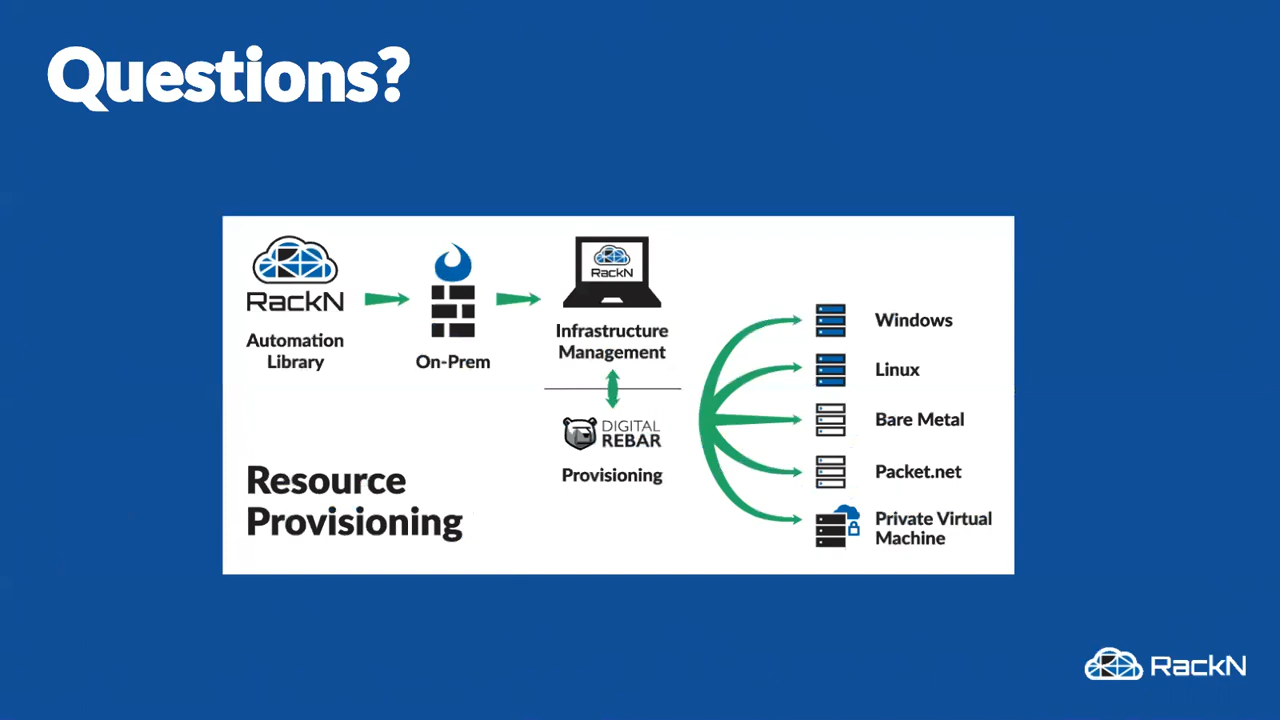 Questions?
RackN
Automation
Library
On-Prem
RackN
Infrastructure
Management
DIGITAL
REBAR
Provisioning
Resource
Provisioning
Windows
Linux
Bare Metal
Packet.net
Private Virtual
Machine
RackN